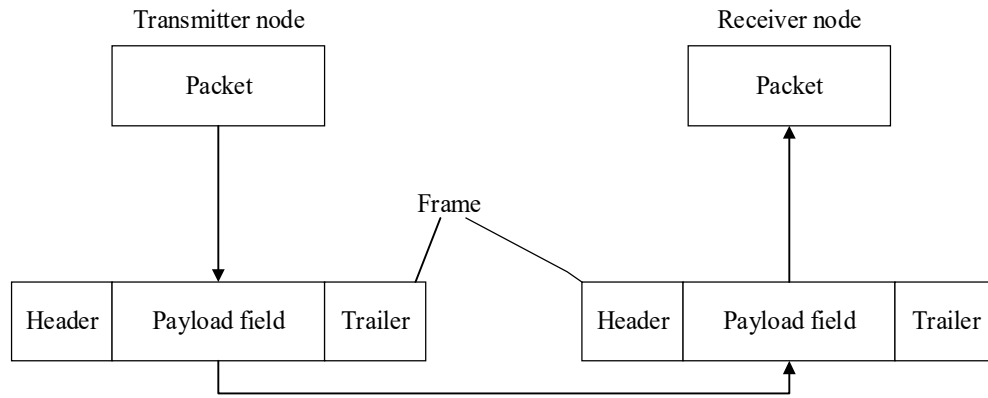 Transmitter node
Receiver node
Packet
Packet
Frame
Header
Payload field
Trailer
Header
Payload field
Trailer